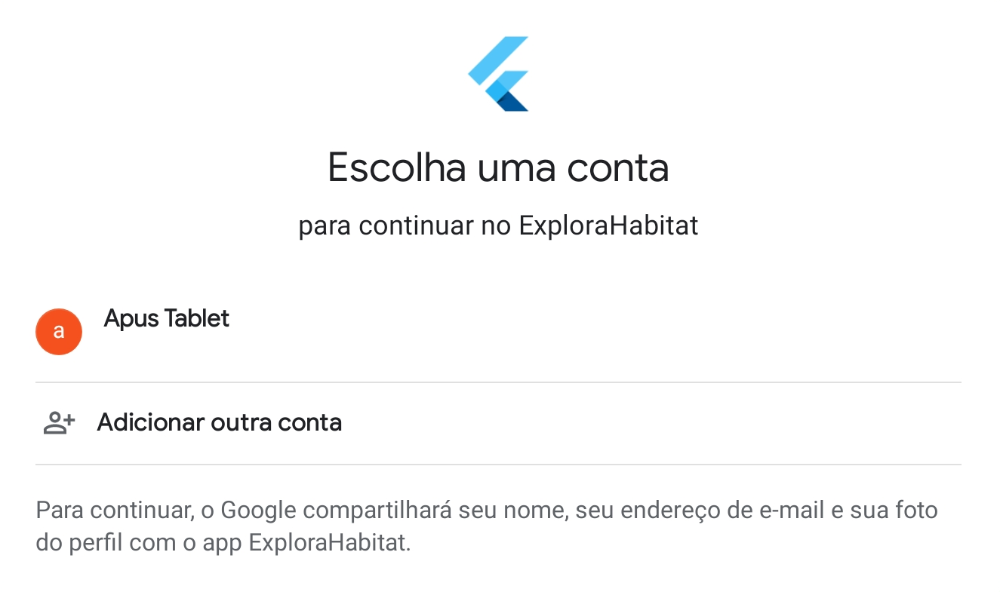 Escolha uma conta
para continuar no ExploraHabitat
a
Apus Tablet
Adicionar outra conta
Para continuar, o Google compartilhará seu nome, seu endereço de e-mail e sua foto
do perfil com o app ExploraHabitat.